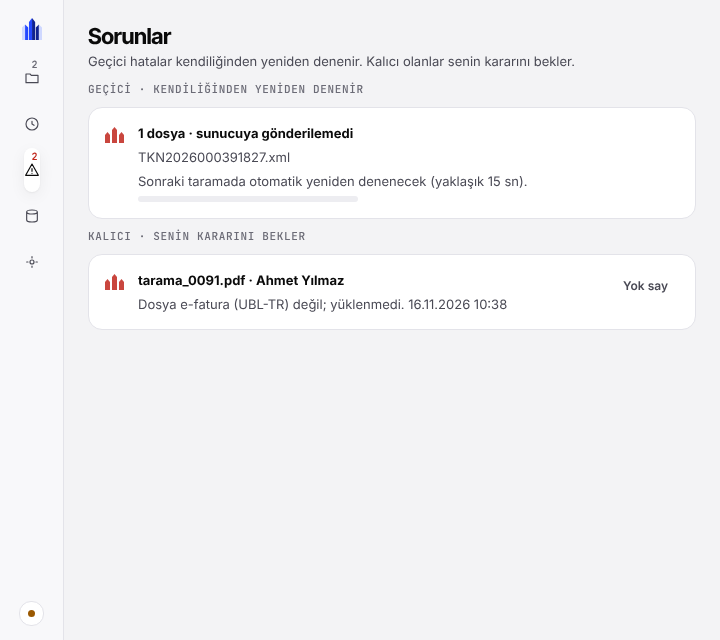 Sorunlar
Geçici hatalar kendiliğinden yeniden denenir. Kalıcı olanlar senin kararını bekler.
2
GEÇİCİ · KENDİLİĞİNDEN YENİDEN DENENİR
1 dosya · sunucuya gönderilemedi
2
TKN2026000391827.xml
Sonraki taramada otomatik yeniden denenecek (yaklaşık 15 sn).
KALICI · SENİN KARARINI BEKLER
tarama_0091.pdf · Ahmet Yılmaz
Yok say
Dosya e-fatura (UBL-TR) değil; yüklenmedi. 16.11.2026 10:38